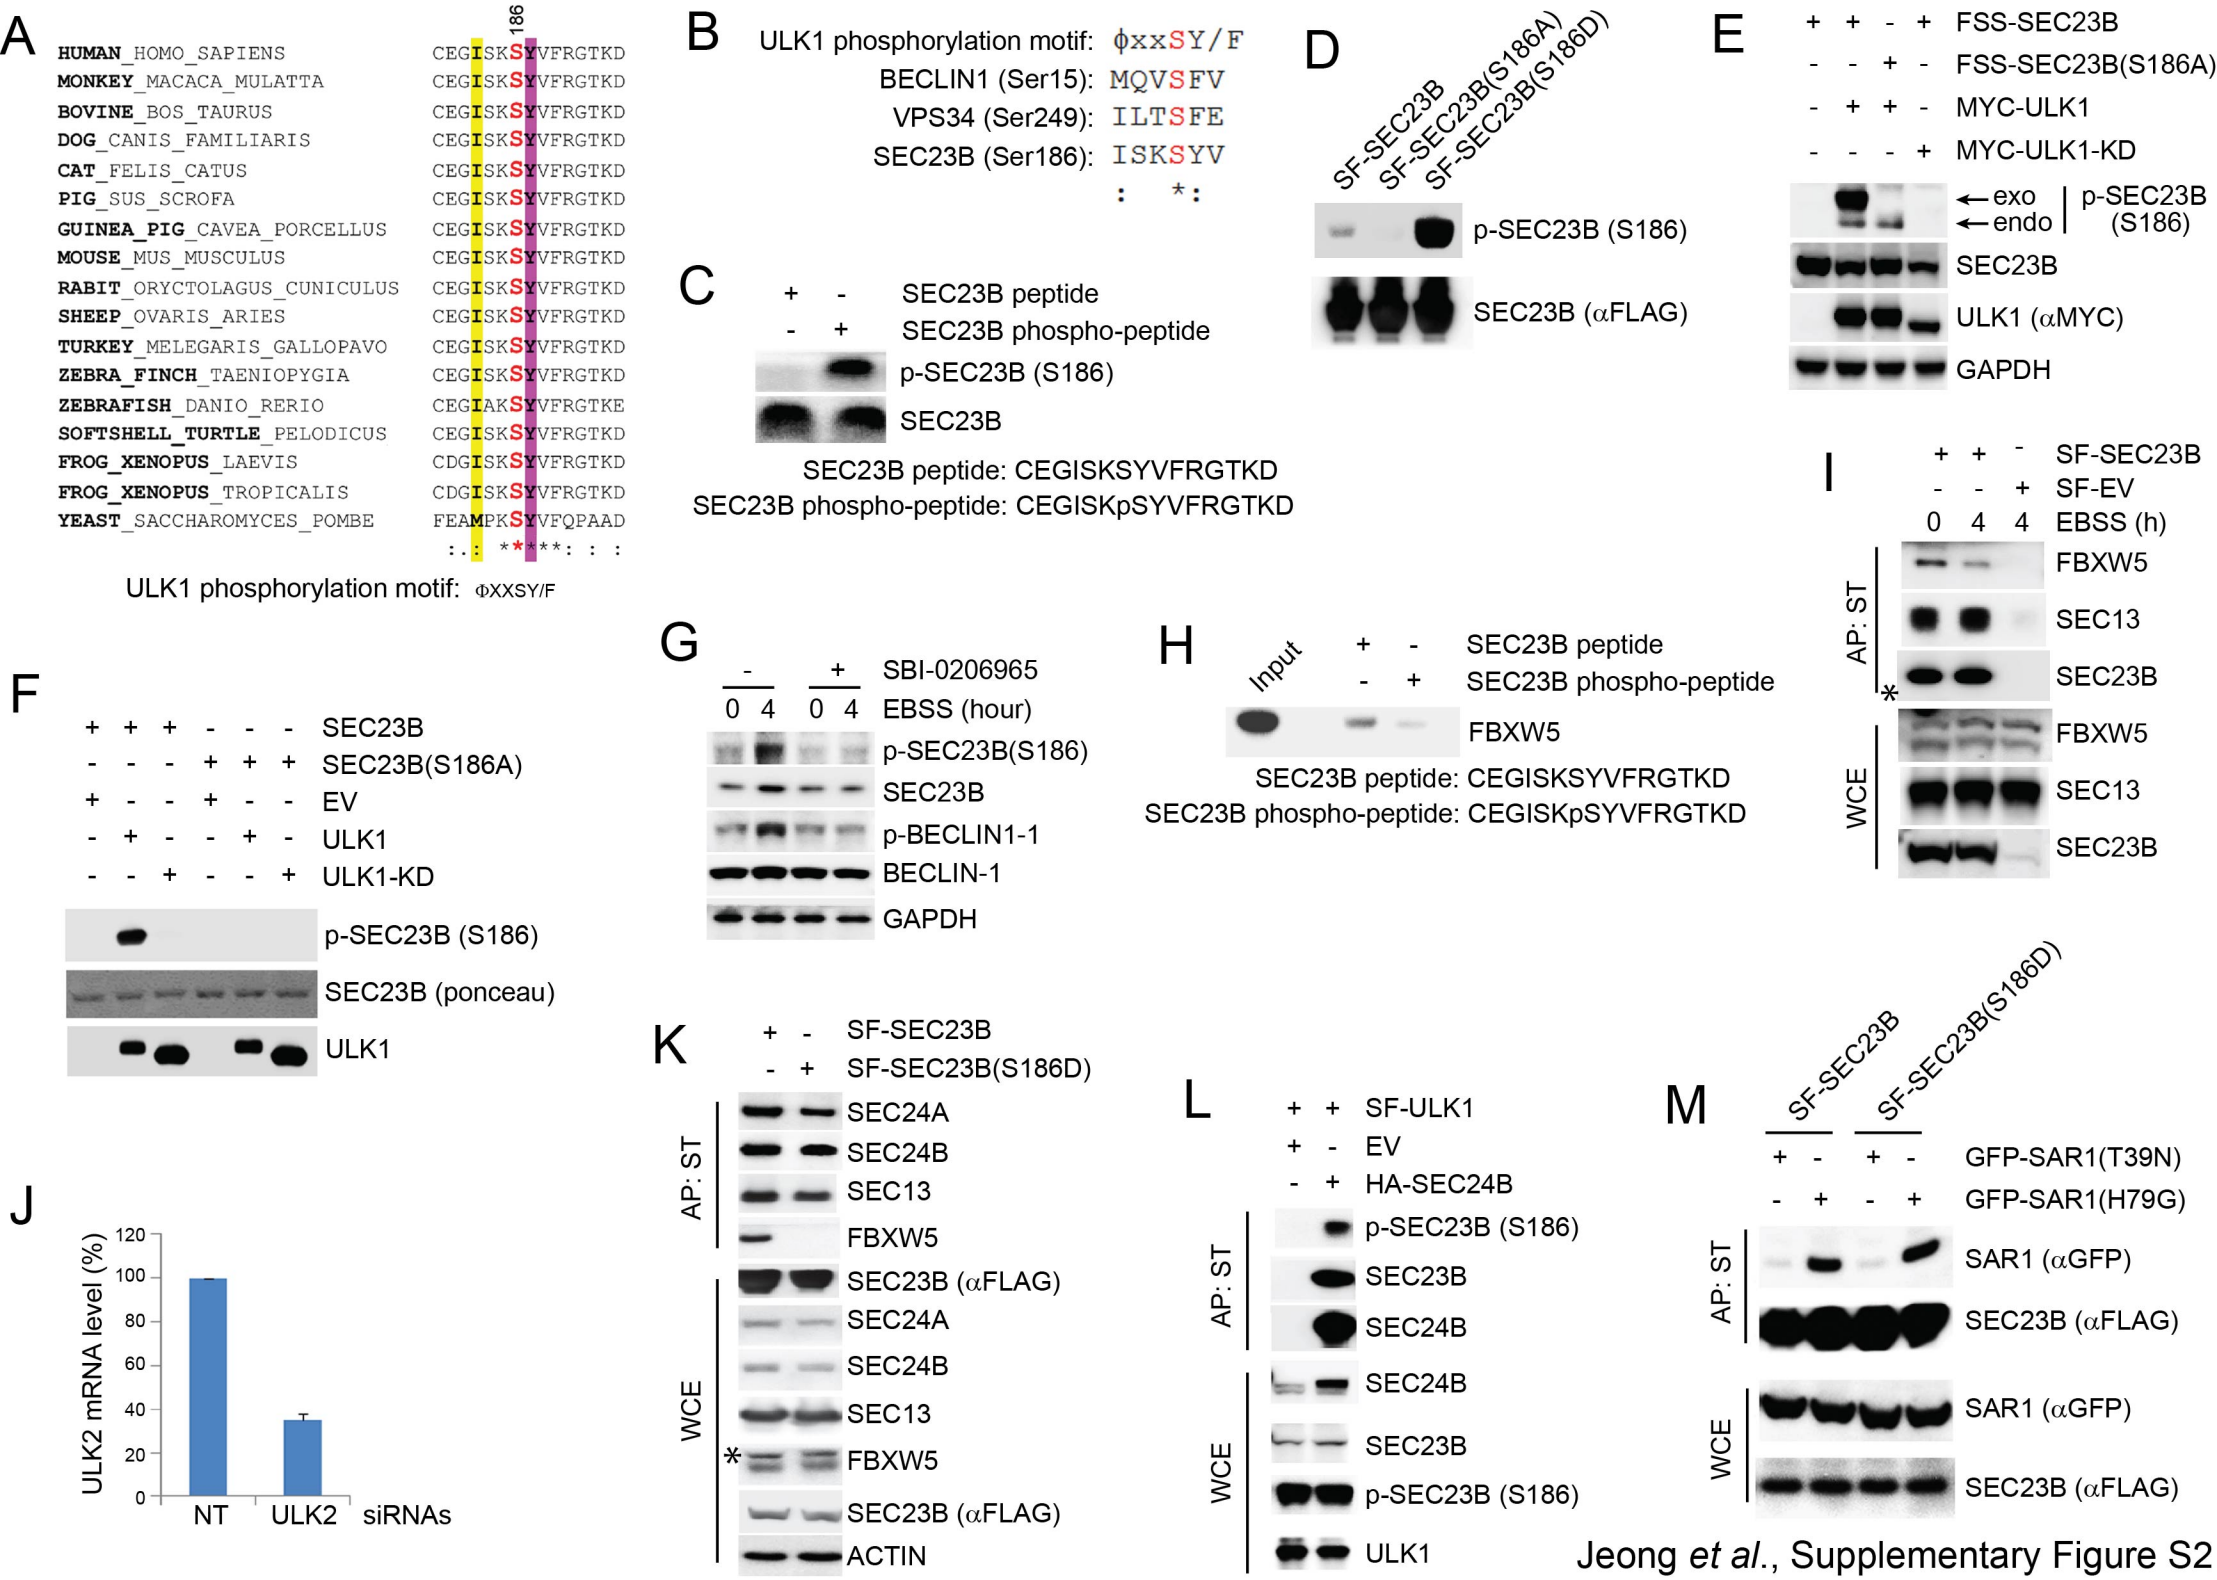 A
186
HUMAN_HOMO_SAPIENS CEGISKSYVFRGTKD
MONKEY_MACACA_MULATTA CEGISKSYVFRGTKD
BOVINE_BOS_TAURUS CEGISKSYVFRGTKD
DOG_CANIS_FAMILIARIS CEGISKSYVFRGTKD
CAT_FELIS_CATUS CEGISKSYVFRGTKD
PIG_SUS_SCROFA CEGISKSYVFRGTKD
GUINEA_PIG_CAVEA_PORCELLUS CEGISKSYVFRGTKD
MOUSE_MUS_MUSCULUS CEGISKSYVFRGTKD
RABIT_ORYCTOLAGUS_CUNICULUS CEGISKSYVFRGTKD
SHEEP_OVARIS_ARIES CEGISKSYVFRGTKD
TURKEY_MELEGARIS_GALLOPAVO CEGISKSYVFRGTKD
ZEBRA_FINCH_TAENIOPYGIA CEGISKSYVFRGTKD
ZEBRAFISH_DANIO_RERIO CEGIAKSYVFRGTKE
SOFTSHELL_TURTLE_PELODICUS CEGISKSYVFRGTKD
FROG_XENOPUS_LAEVIS CDGISKSYVFRGTKD
FROG_XENOPUS_TROPICALIS CDGISKSYVFRGTKD
YEAST_SACCHAROMYCES_POMBE FEAMPKSYVFQPAAD
:.: *****: : :
ULK1 phosphorylation motif: ΦXXSY/F
B
ULK1 phosphorylation motif: ϕxxSY/F
BECLIN1 (Ser15): MQVSFV
VPS34 (Ser249): ILTSFE
SEC23B (Ser186): ISKSYV
: *:
C
+ - SEC23B peptide
- + SEC23B phospho-peptide
p-SEC23B (S186)
SEC23B
SEC23B peptide: CEGISKSYVFRGTKD
SEC23B phospho-peptide: CEGISKpSYVFRGTKD
D
SF-SEC23B
SF-SEC23B(S186A)
SF-SEC23B(S186D)
p-SEC23B (S186)
SEC23B (αFLAG)
E
+ + - + FSS-SEC23B
- - + - FSS-SEC23B(S186A)
- + + - MYC-ULK1
- - - + MYC-ULK1-KD
exo
endo
p-SEC23B
(S186)
SEC23B
ULK1 (αMYC)
GAPDH
F
+ + + - - - SEC23B
- - - + + + SEC23B(S186A)
+ - - + - - EV
- + - - + - ULK1
- - + - - + ULK1-KD
p-SEC23B (S186)
SEC23B (ponceau)
ULK1
G
- + SBI-0206965
0 4 0 4 EBSS (hour)
p-SEC23B(S186)
SEC23B
p-BECLIN1-1
BECLIN-1
GAPDH
H
Input
+ - SEC23B peptide
- + SEC23B phospho-peptide
FBXW5
SEC23B peptide: CEGISKSYVFRGTKD
SEC23B phospho-peptide: CEGISKpSYVFRGTKD
I
+ + - SF-SEC23B
- - + SF-EV
0 4 4 EBSS (h)
AP: ST
FBXW5
SEC13
SEC23B
*
WCE
FBXW5
SEC13
SEC23B
J
ULK2 mRNA level (%)
120
100
80
60
40
20
0
NT ULK2 siRNAs
K
+ - SF-SEC23B
- + SF-SEC23B(S186D)
AP: ST
SEC24A
SEC24B
SEC13
FBXW5
SEC23B (αFLAG)
WCE
SEC24A
SEC24B
SEC13
* FBXW5
SEC23B (αFLAG)
ACTIN
L
+ + SF-ULK1
+ - EV
- + HA-SEC24B
AP: ST
p-SEC23B (S186)
SEC23B
SEC24B
WCE
SEC24B
SEC23B
p-SEC23B (S186)
ULK1
M
SF-SEC23B
SF-SEC23B(S186D)
+ - + - GFP-SAR1(T39N)
- + - + GFP-SAR1(H79G)
AP: ST
SAR1 (αGFP)
SEC23B (αFLAG)
WCE
SAR1 (αGFP)
SEC23B (αFLAG)
Jeong et al., Supplementary Figure S2